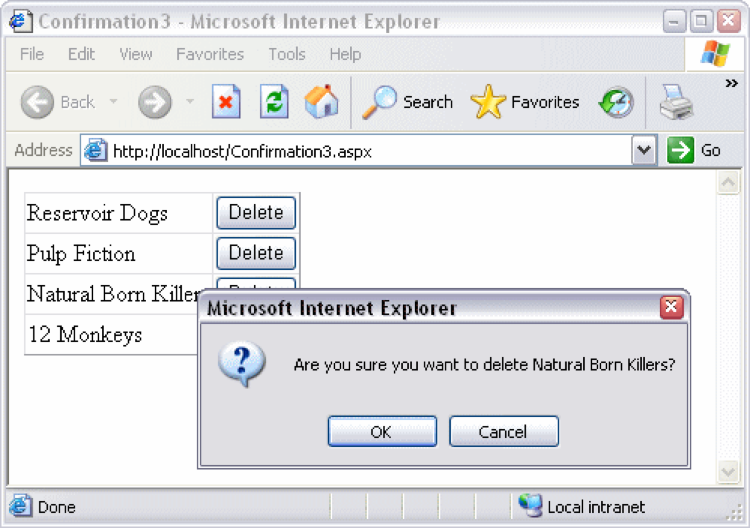 Confirmation3 - Microsoft Internet Explorer
File Edit View Favorites Tools Help
Back Search Favorites »
Address http://localhost/Confirmation3.aspx Go
Reservoir Dogs Delete
Pulp Fiction Delete
Natural Born Killers Delete
12 Monkeys
Microsoft Internet Explorer
Are you sure you want to delete Natural Born Killers?
OK Cancel
Done Local intranet